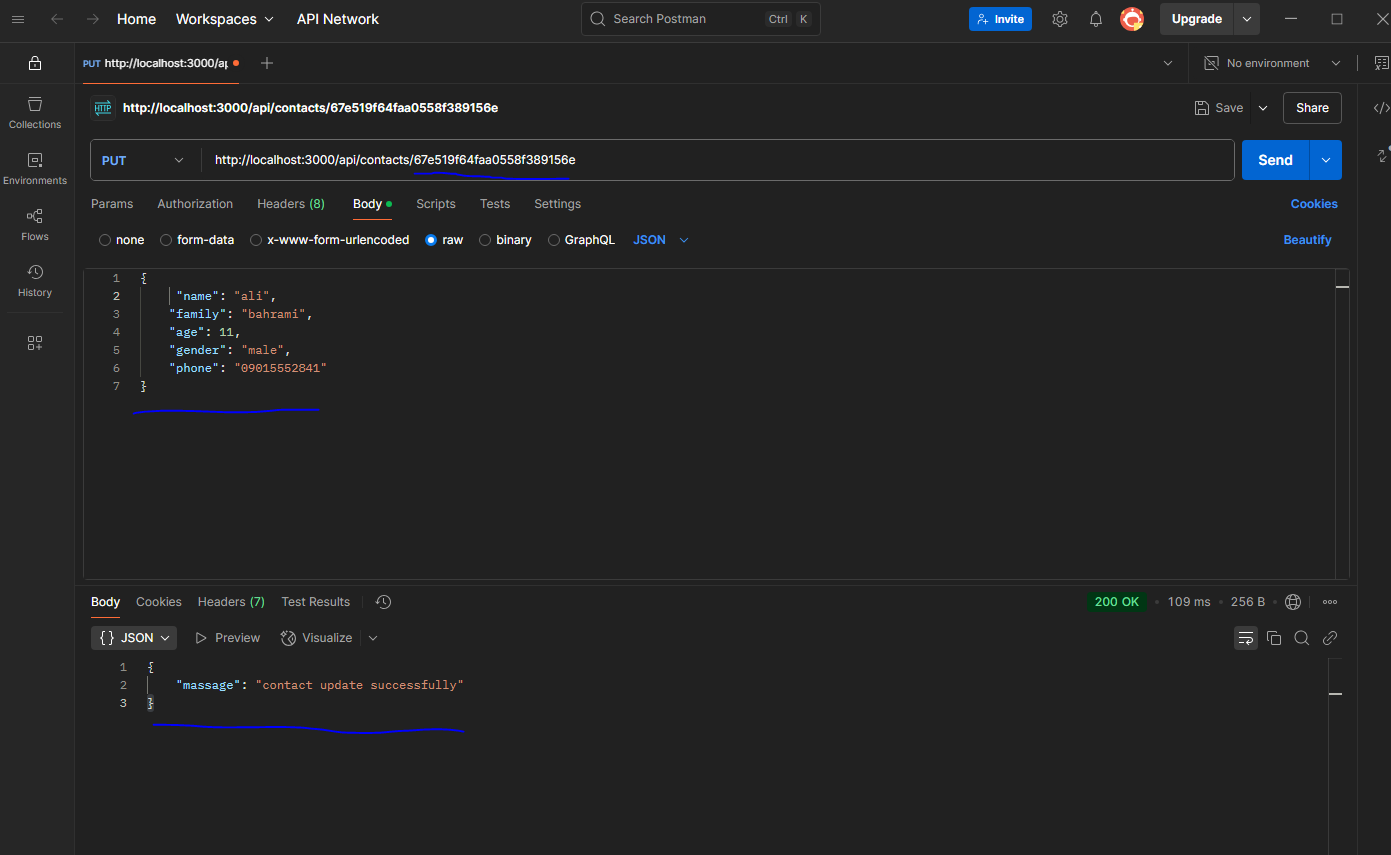 Home Workspaces API Network Search Postman Ctrl K Invite Upgrade
PUT http://localhost:3000/ap No environment
HTTP http://localhost:3000/api/contacts/67e519f64faa0558f389156e Save Share
Collections
PUT http://localhost:3000/api/contacts/67e519f64faa0558f389156e Send
Environments
Params Authorization Headers (8) Body Scripts Tests Settings Cookies
Flows
none form-data x-www-form-urlencoded raw binary GraphQL JSON Beautify
History
1 {
2 "name": "ali",
3 "family": "bahrami",
4 "age": 11,
5 "gender": "male",
6 "phone": "09015552841"
7 }
Body Cookies Headers (7) Test Results 200 OK 109 ms 256 B
{} JSON Preview Visualize
1 {
2 "massage": "contact update successfully"
3 }